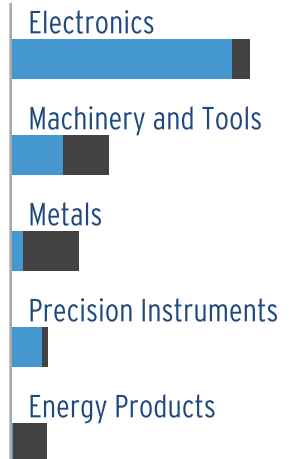 Electronics
Machinery and Tools
Metals
Precision Instruments
Energy Products